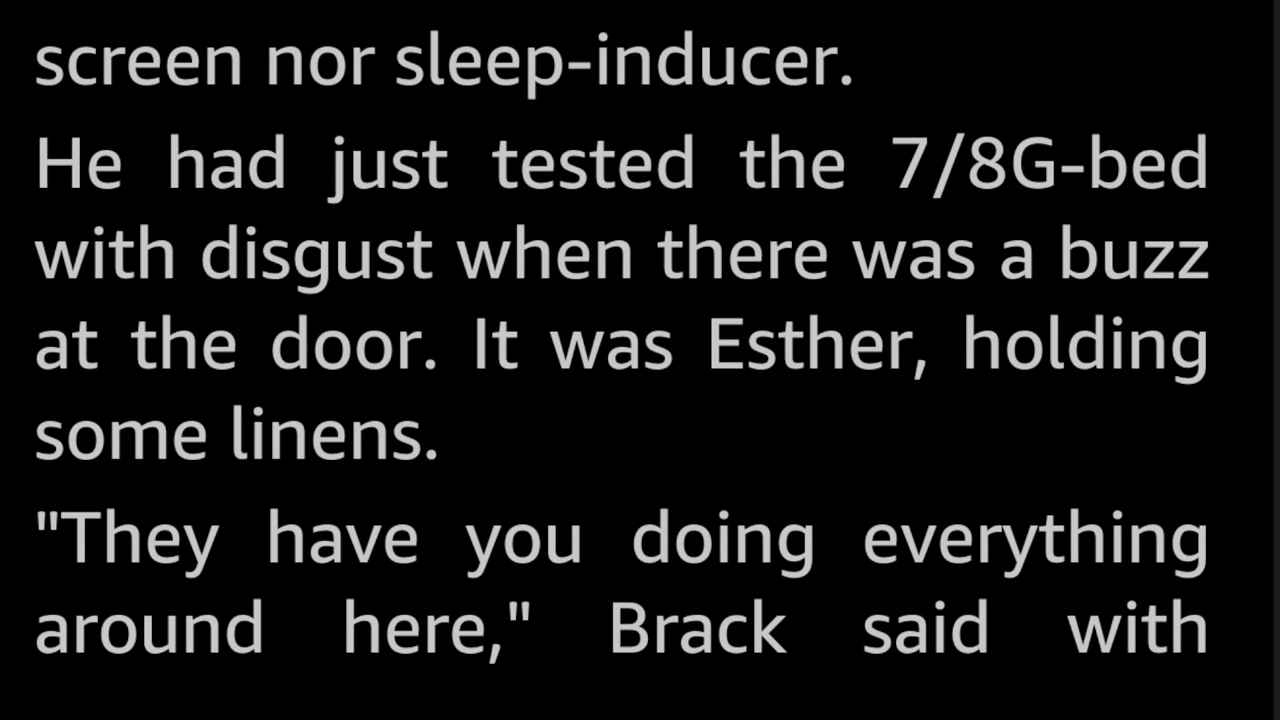 screen nor sleep-inducer.
He had just tested the 7/8G-bed
with disgust when there was a buzz
at the door. It was Esther, holding
some linens.
"They have you doing everything
around here," Brack said with